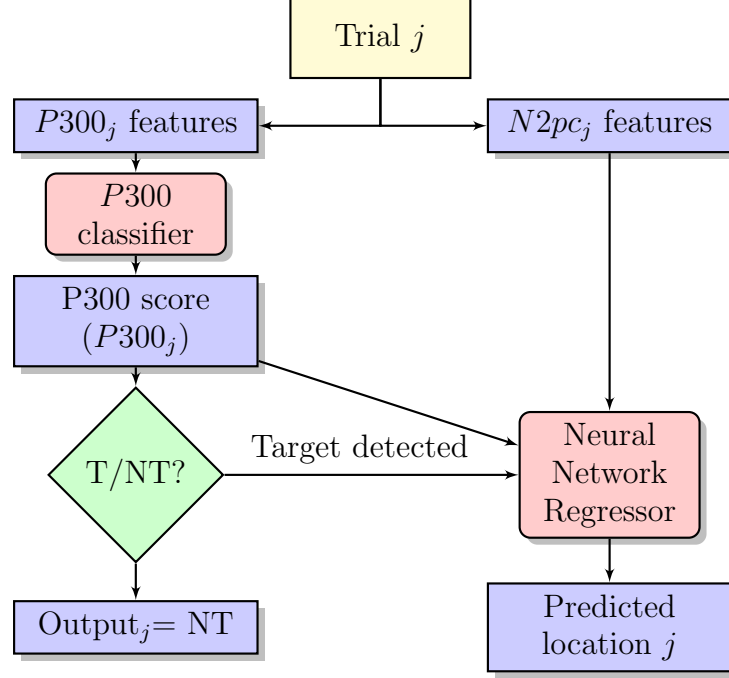 Trial j
P300ⱼ features
N2pcⱼ features
P300
classifier
P300 score
(P300ⱼ)
T/NT?
Target detected
Neural
Network
Regressor
Outputⱼ= NT
Predicted
location j